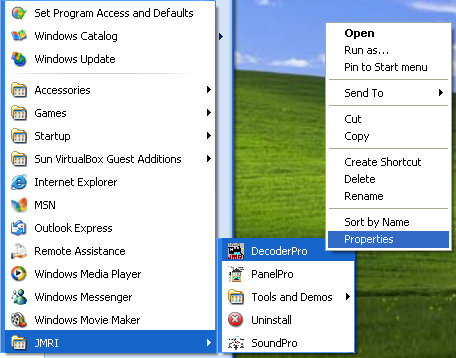 Set Program Access and Defaults
Windows Catalog
Windows Update
Accessories
Games
Startup
Sun VirtualBox Guest Additions
Internet Explorer
MSN
Outlook Express
Remote Assistance
Windows Media Player
Windows Messenger
Windows Movie Maker
JMRI
DecoderPro
PanelPro
Tools and Demos
Uninstall
SoundPro
Open
Run as...
Pin to Start menu
Send To
Cut
Copy
Create Shortcut
Delete
Rename
Sort by Name
Properties